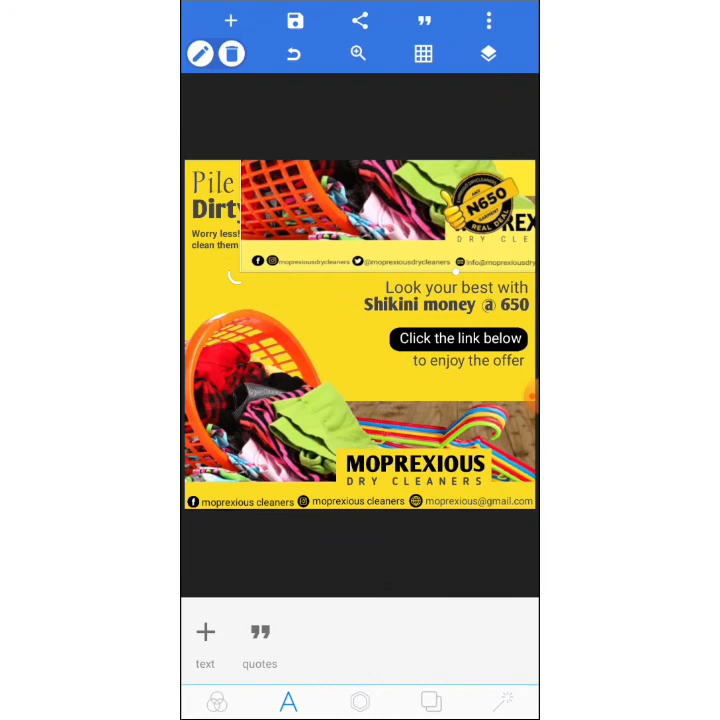 Pile
Dirty
Worry less!
clean them
N650
REAL DEAL
REX
DRY CLE
moprexiousdrycleaners @moprexiousdrycleaners info@moprexiousdry
Look your best with
Shikini money @ 650
Click the link below
to enjoy the offer
MOPREXIOUS
DRY CLEANERS
moprexious cleaners moprexious cleaners moprexious@gmail.com
text quotes